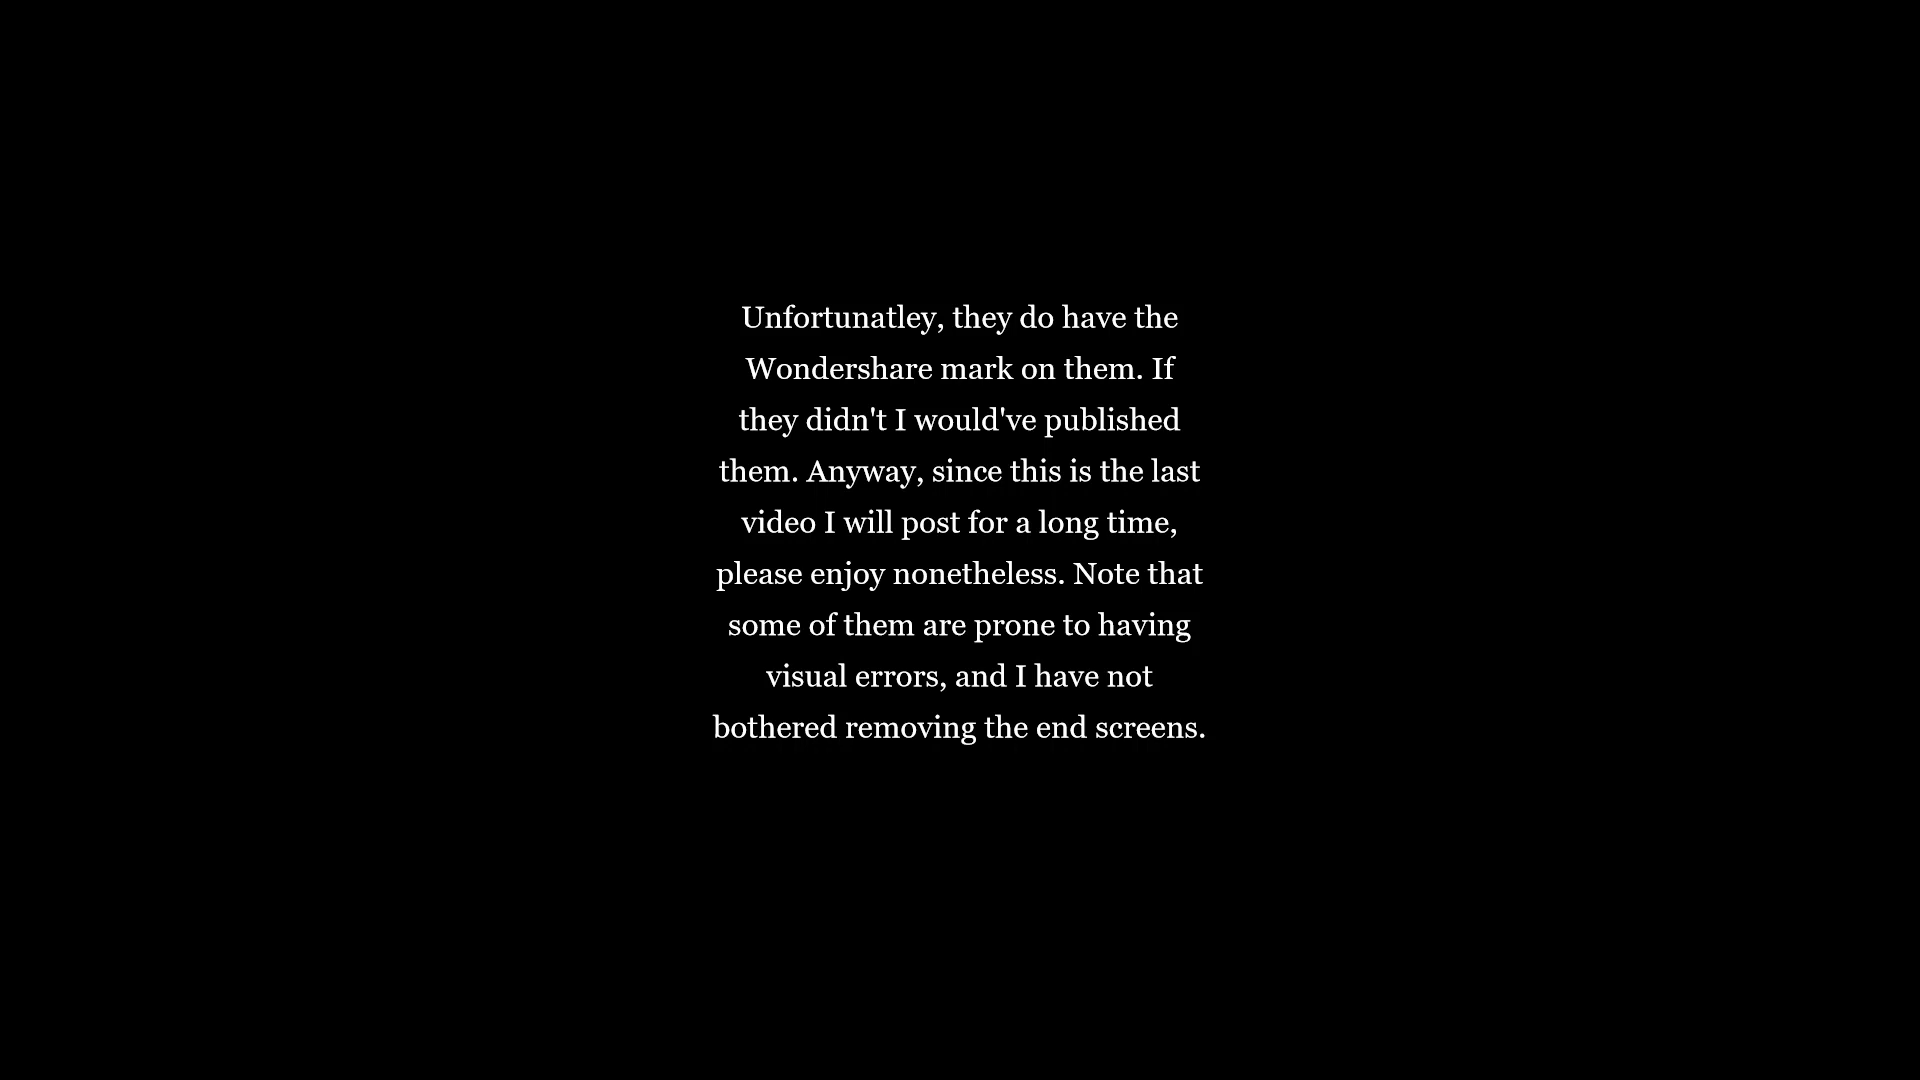 Unfortunatley, they do have the
Wondershare mark on them. If
they didn't I would've published
them. Anyway, since this is the last
video I will post for a long time,
please enjoy nonetheless. Note that
some of them are prone to having
visual errors, and I have not
bothered removing the end screens.